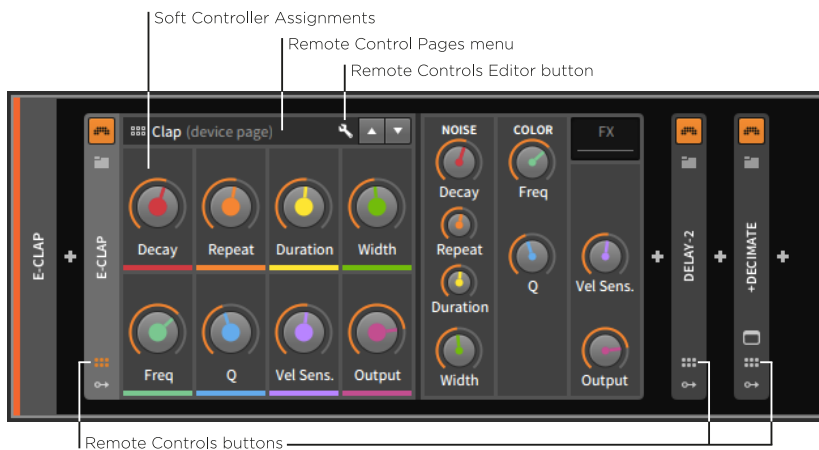 Soft Controller Assignments
Remote Control Pages menu
Remote Controls Editor button
E-CLAP
E-CLAP
Clap (device page)
Decay
Repeat
Duration
Width
Freq
Q
Vel Sens.
Output
NOISE
Decay
Repeat
Duration
Width
COLOR
Freq
Q
FX
Vel Sens.
Output
DELAY-2
+DECIMATE
Remote Controls buttons